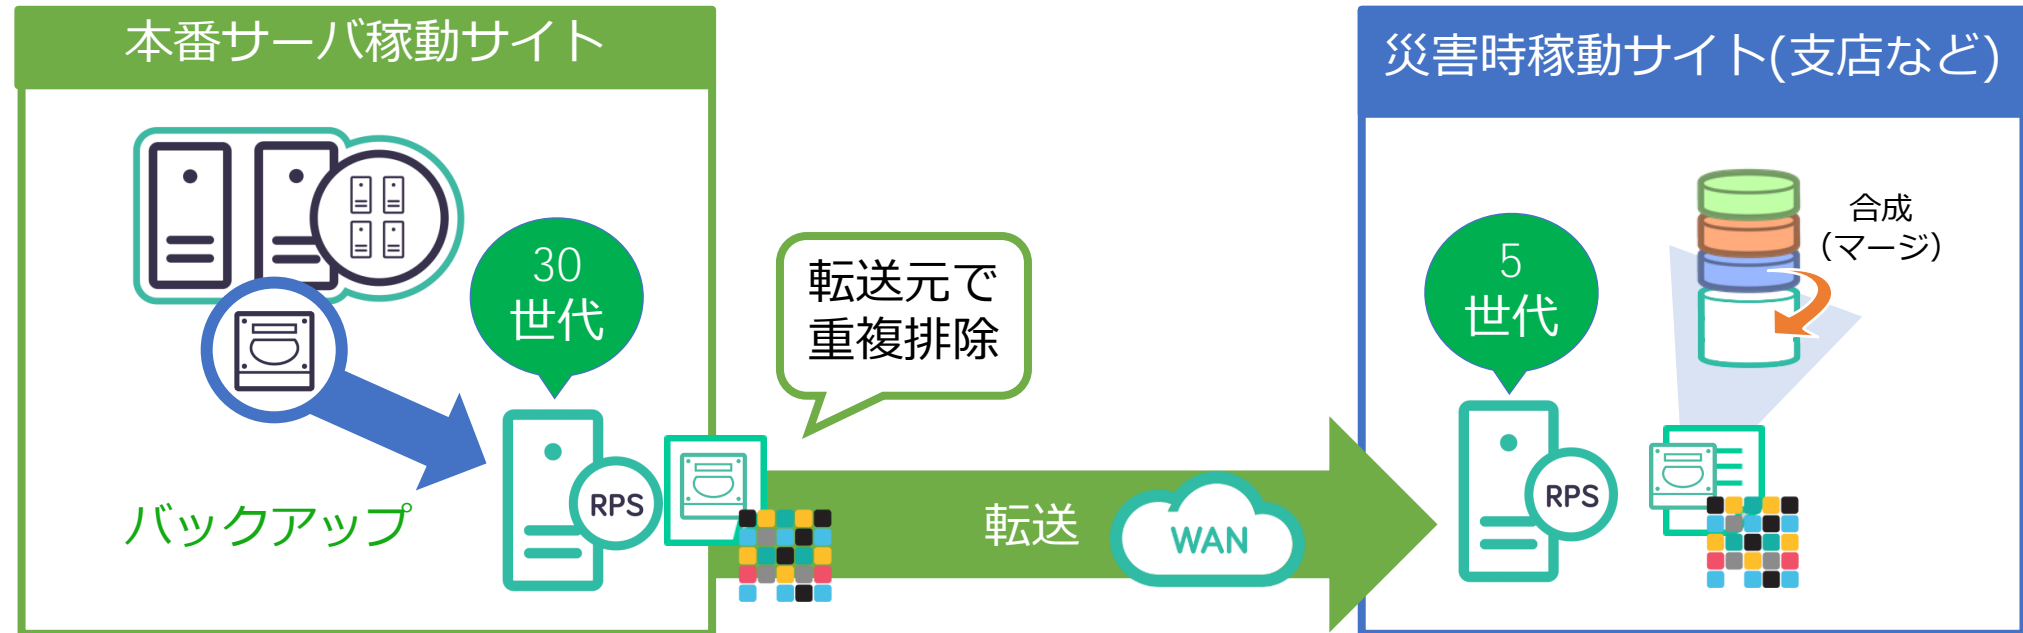 本番サーバ稼動サイト
30
世代
RPS
バックアップ
転送元で
重複排除
転送
WAN
災害時稼動サイト(支店など)
5
世代
RPS
合成
(マージ)